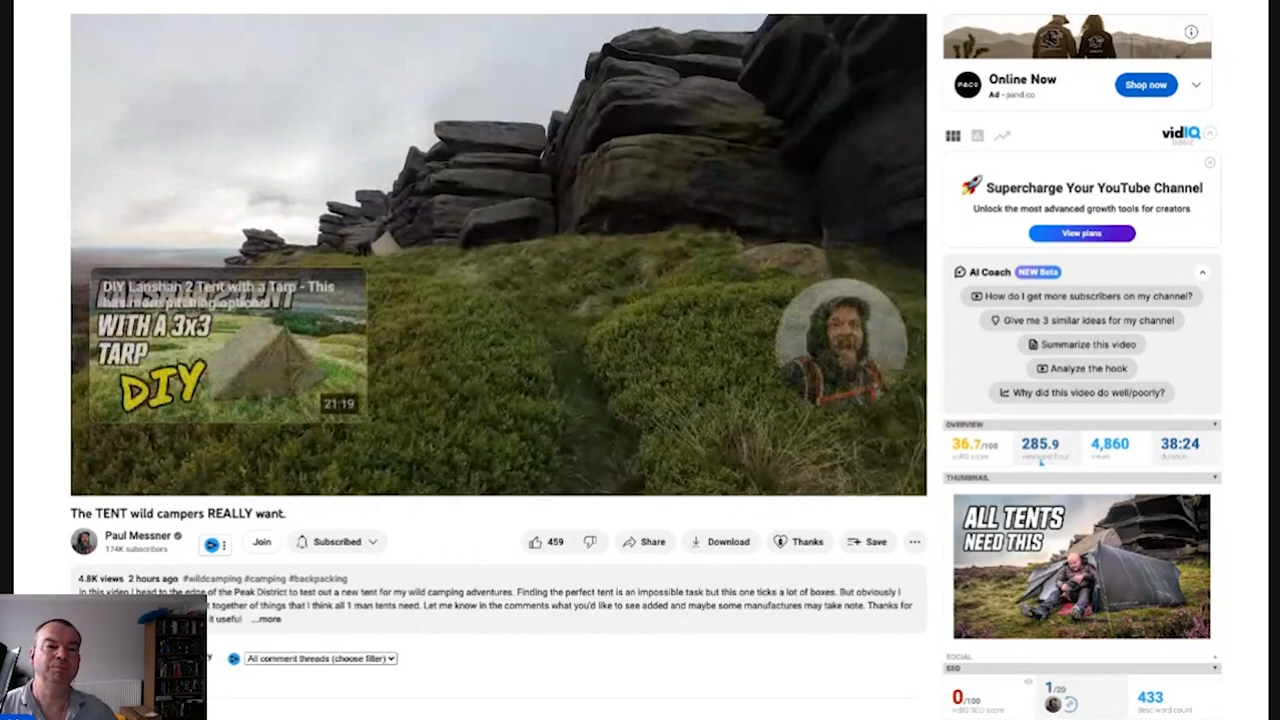 DIY Lanshan 2 Tent with a Tarp - This
has more pitching options!
WITH A 3x3
TARP
DIY
21:19
The TENT wild campers REALLY want.
Paul Messner
174K subscribers
Join
Subscribed
459
Share
Download
Thanks
Save
4.8K views 2 hours ago #wildcamping #camping #backpacking
In this video I head to the edge of the Peak District to test out a new tent for my wild camping adventures. Finding the perfect tent is an impossible task but this one ticks a lot of boxes. But obviously I
together of things that I think all 1 man tents need. Let me know in the comments what you'd like to see added and maybe some manufactures may take note. Thanks for
it useful ...more
All comment threads (choose filter)
PACO
Online Now
Ad · pand.co
Shop now
vidIQ
basic
Supercharge Your YouTube Channel
Unlock the most advanced growth tools for creators
View plans
AI Coach NEW Beta
How do I get more subscribers on my channel?
Give me 3 similar ideas for my channel
Summarize this video
Analyze the hook
Why did this video do well/poorly?
OVERVIEW
36.7/100 285.9 4,860 38:24
vidIQ score views per hour views duration
THUMBNAIL
ALL TENTS
NEED THIS
SOCIAL
SEO
0/100 1/20 433
vidIQ SEO score desc word count